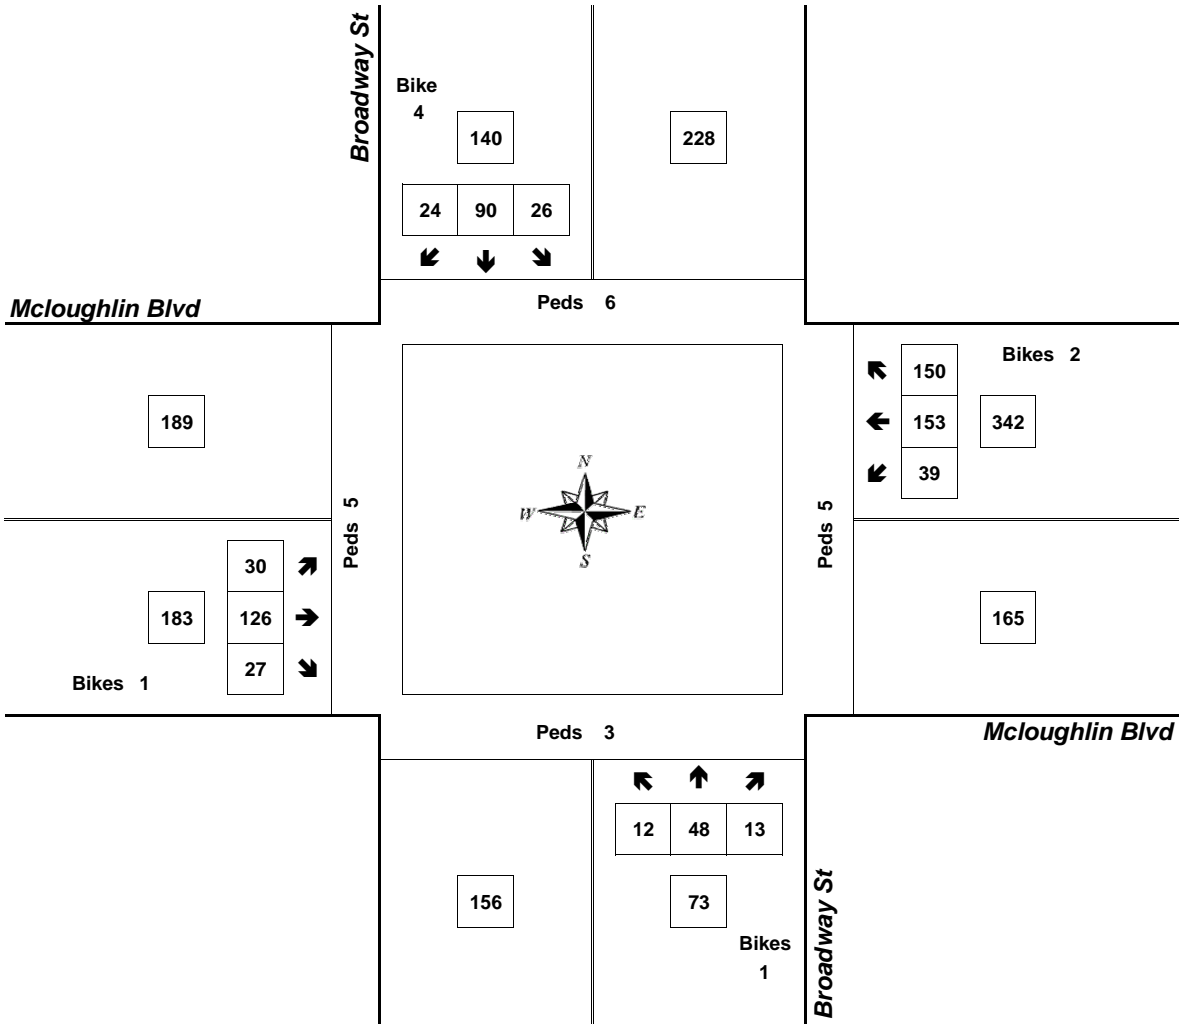 Broadway St
Bike
4
140
228
24 90 26
Mcloughlin Blvd
Peds 6
150
Bikes 2
189
153
342
39
N
W E
S
Peds 5
Peds 5
30
183
126
165
27
Bikes 1
Peds 3
Mcloughlin Blvd
12 48 13
156
73
Broadway St
Bikes
1